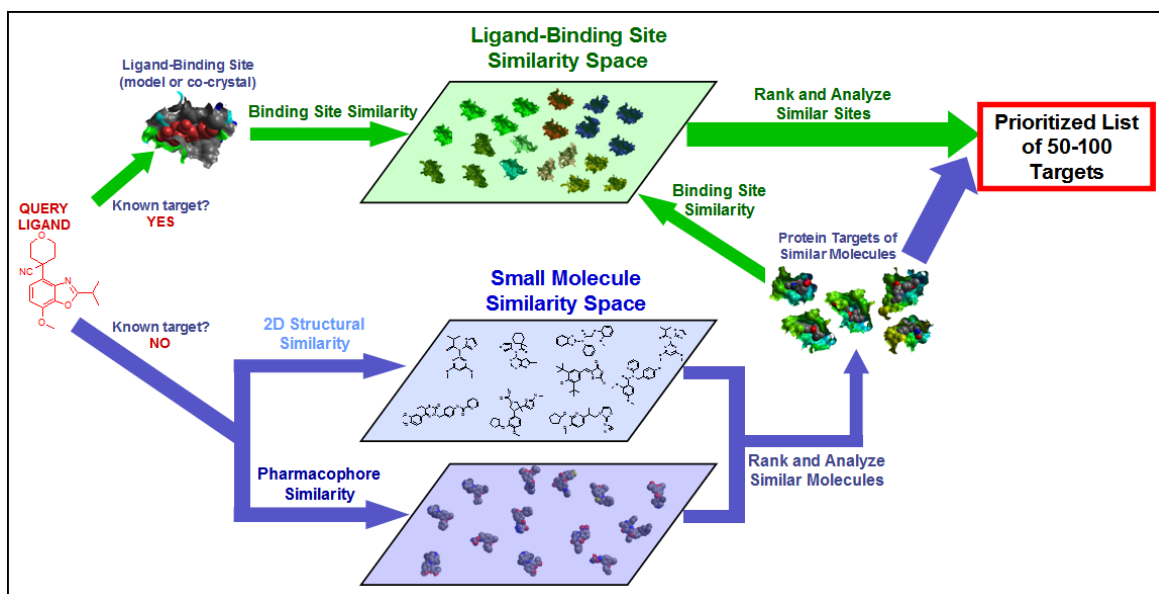 Ligand-Binding Site
(model or co-crystal)
Ligand-Binding Site
Similarity Space
Binding Site Similarity
Rank and Analyze
Similar Sites
Prioritized List
of 50-100
Targets
Known target?
YES
QUERY
LIGAND
O
NC
N
O
O
Binding Site
Similarity
Protein Targets of
Similar Molecules
Small Molecule
Similarity Space
Known target?
NO
2D Structural
Similarity
Pharmacophore
Similarity
Rank and Analyze
Similar Molecules